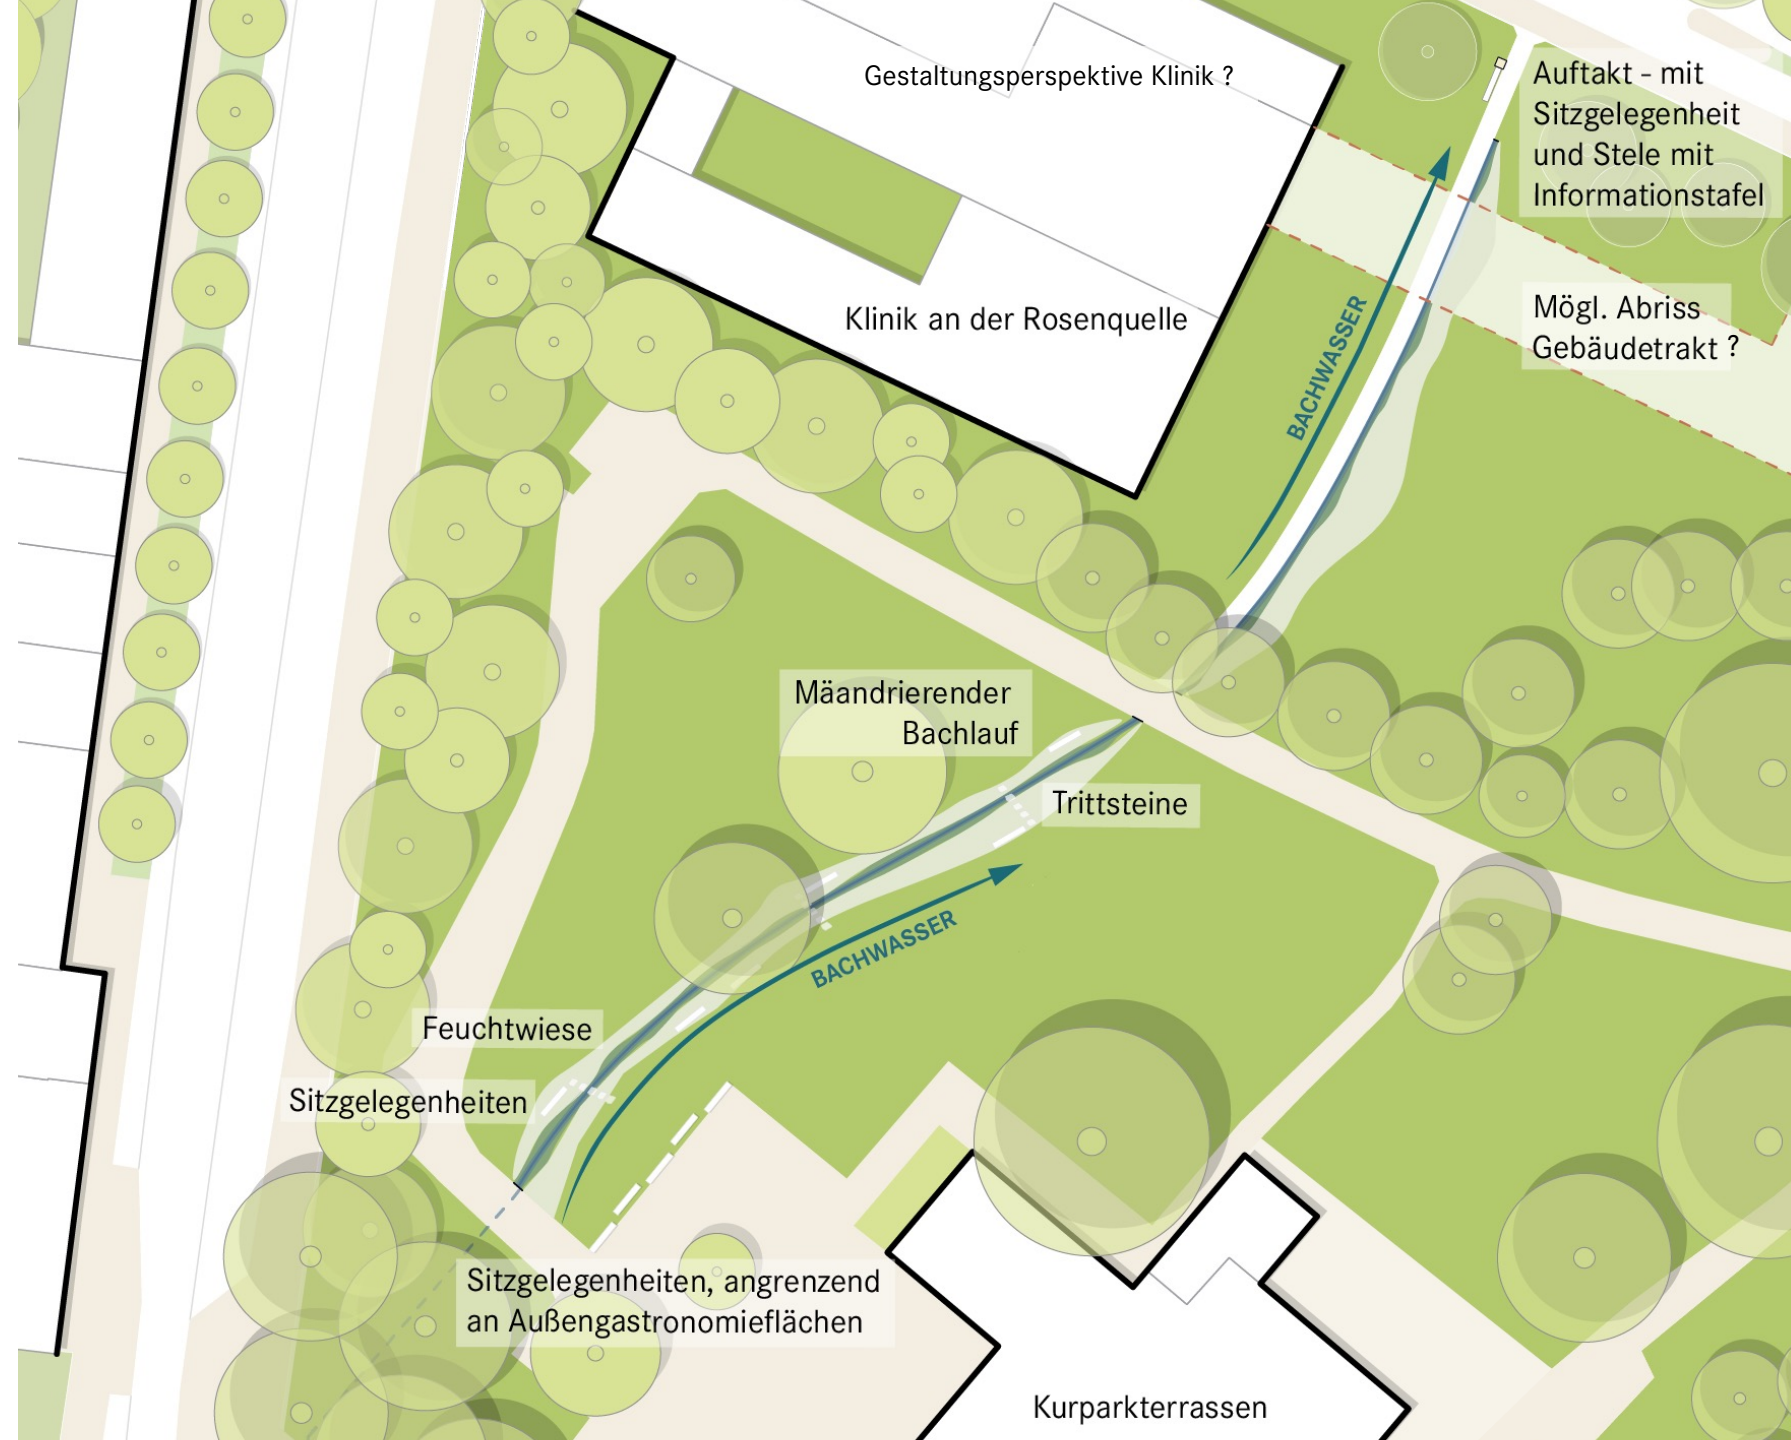 Gestaltungsperspektive Klinik ?
Auftakt - mit
Sitzgelegenheit
und Stele mit
Informationstafel
Klinik an der Rosenquelle
Mögl. Abriss
Gebäudetrakt ?
BACHWASSER
Mäandrierender
Bachlauf
Trittsteine
BACHWASSER
Feuchtwiese
Sitzgelegenheiten
Sitzgelegenheiten, angrenzend
an Außengastronomieflächen
Kurparkterrassen